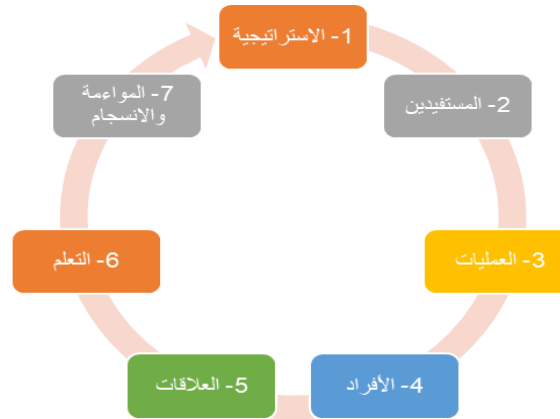 1- الاستراتيجية
2- المستفيدين
3- العمليات
4- الأفراد
5- العلاقات
6- التعلم
7- المواءمة
والانسجام